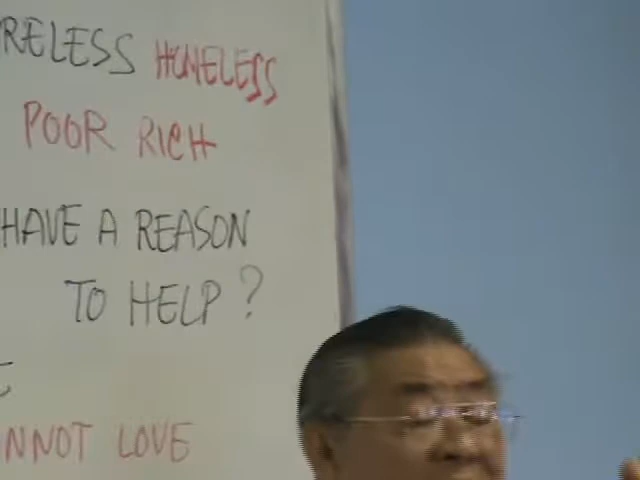 RELESS HOMELESS
POOR RICH
HAVE A REASON
TO HELP?
NNOT LOVE